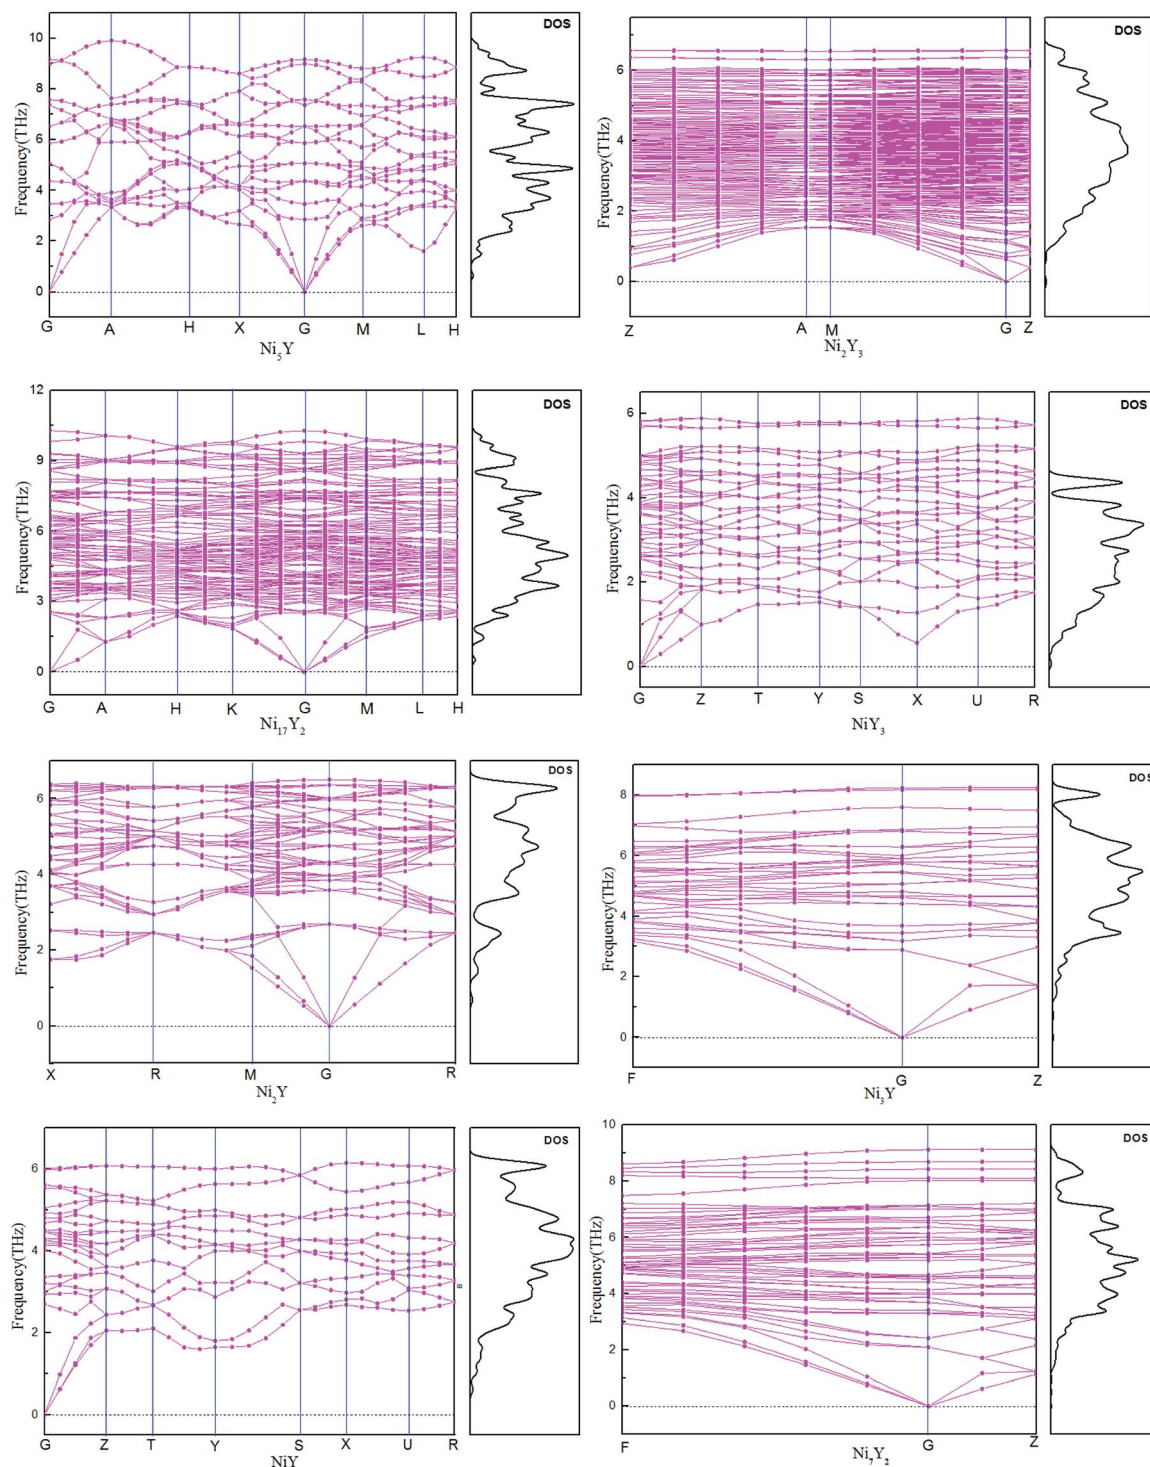 DOS
10
8
6
4
2
0
Frequency(THz)
G A H X G M L H
Ni5Y
DOS
6
4
2
0
Frequency(THz)
Z A M G Z
Ni2Y3
DOS
12
9
6
3
0
Frequency(THz)
G A H K G M L H
Ni17Y2
DOS
6
4
2
0
Frequency(THz)
G Z T Y S X U R
NiY3
DOS
6
4
2
0
Frequency(THz)
X R M G R
Ni2Y
DOS
8
6
4
2
0
Frequency(THz)
F G Z
Ni3Y
DOS
6
4
2
0
Frequency(THz)
B
G Z T Y S X U R
NiY
DOS
10
8
6
4
2
0
Frequency(THz)
F G Z
Ni7Y2